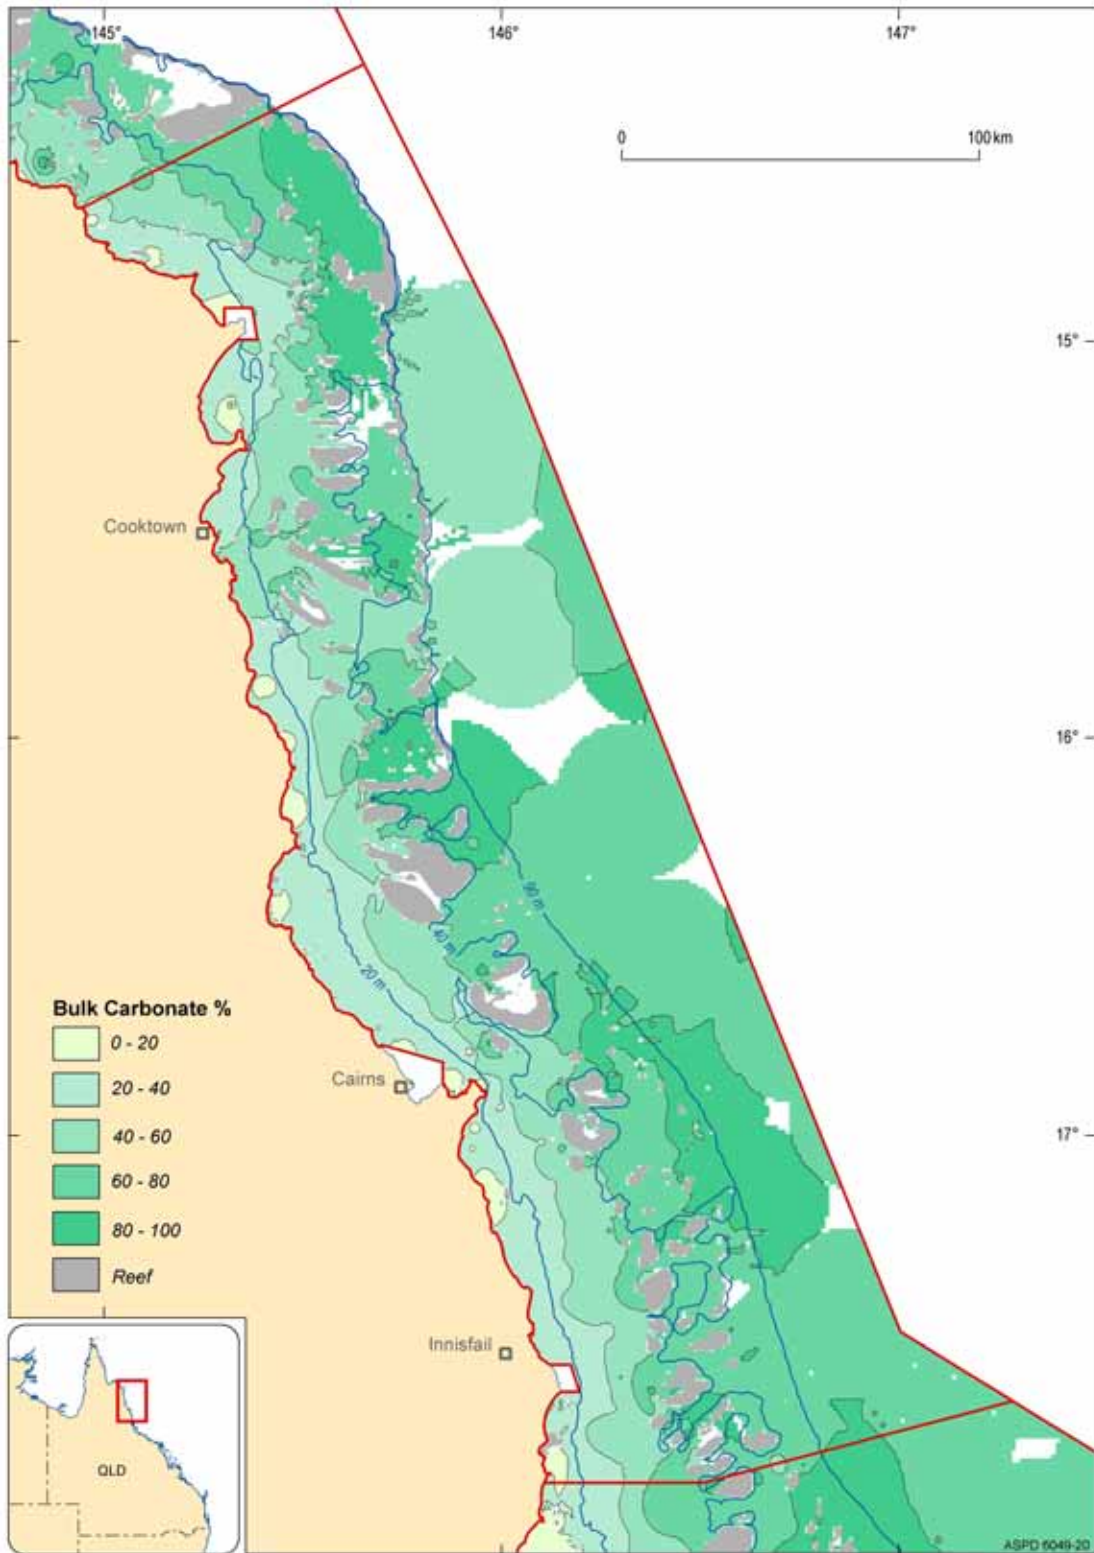 145°
146°
147°
0
100 km
15°
Cooktown
16°
90 m
40 m
20 m
Bulk Carbonate %
0 - 20
20 - 40
Cairns
40 - 60
17°
60 - 80
80 - 100
Reef
Innisfail
QLD
ASPD 6049-20